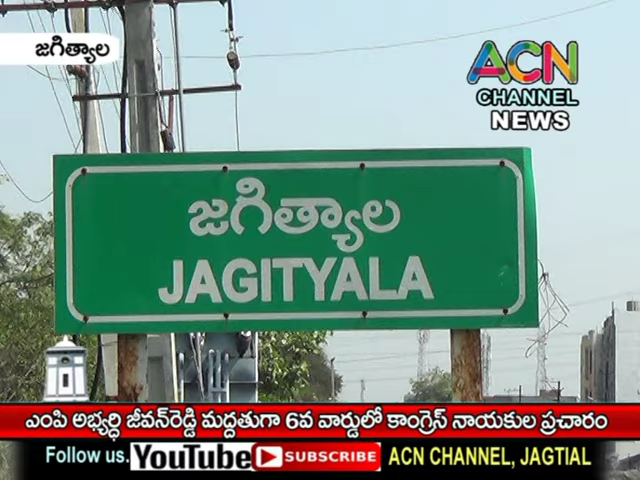 జగిత్యాల
ACN
CHANNEL
NEWS
జగిత్యాల
JAGITYALA
ఎంపి అభ్యర్థి జీవన్‌రెడ్డి మద్దతుగా 6వ వార్డులో కాంగ్రెస్ నాయకుల ప్రచారం
Follow us. YouTube SUBSCRIBE ACN CHANNEL, JAGTIAL